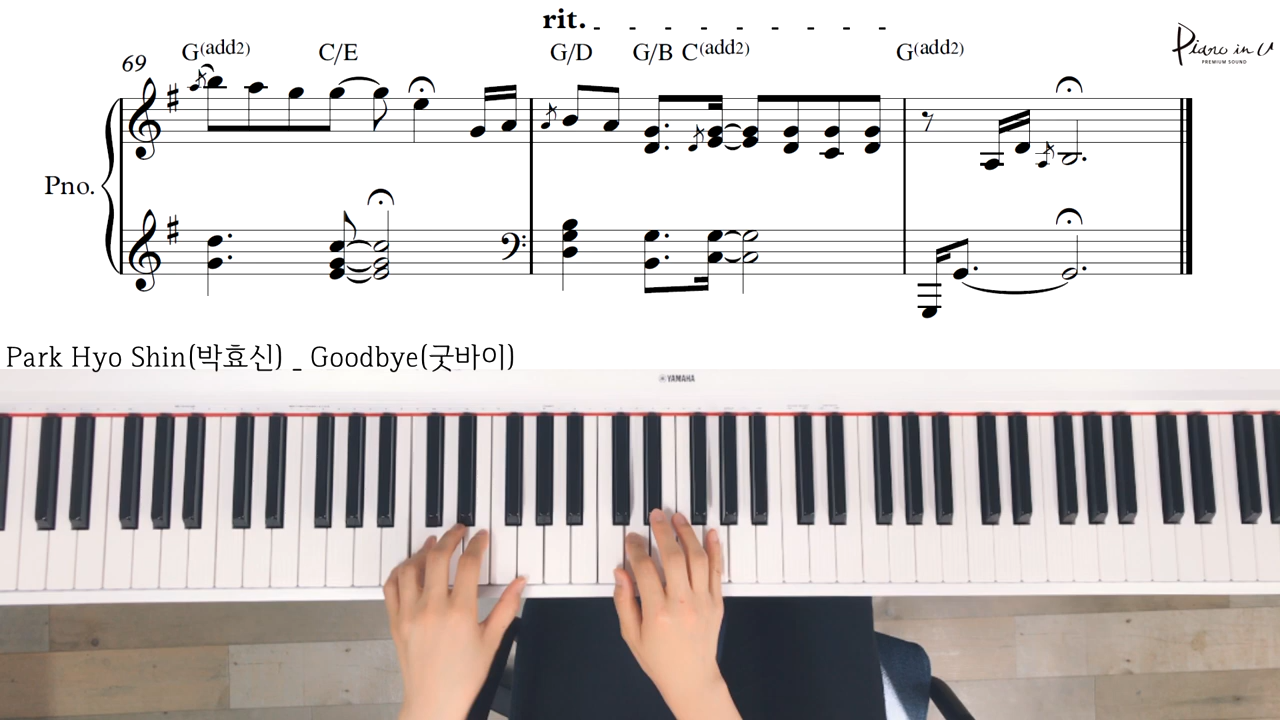 rit.
G(add2) C/E G/D G/B C(add2) G(add2)
69
Pno.
Piano in U
PREMIUM SOUND
Park Hyo Shin(박효신) _ Goodbye(굿바이)
YAMAHA